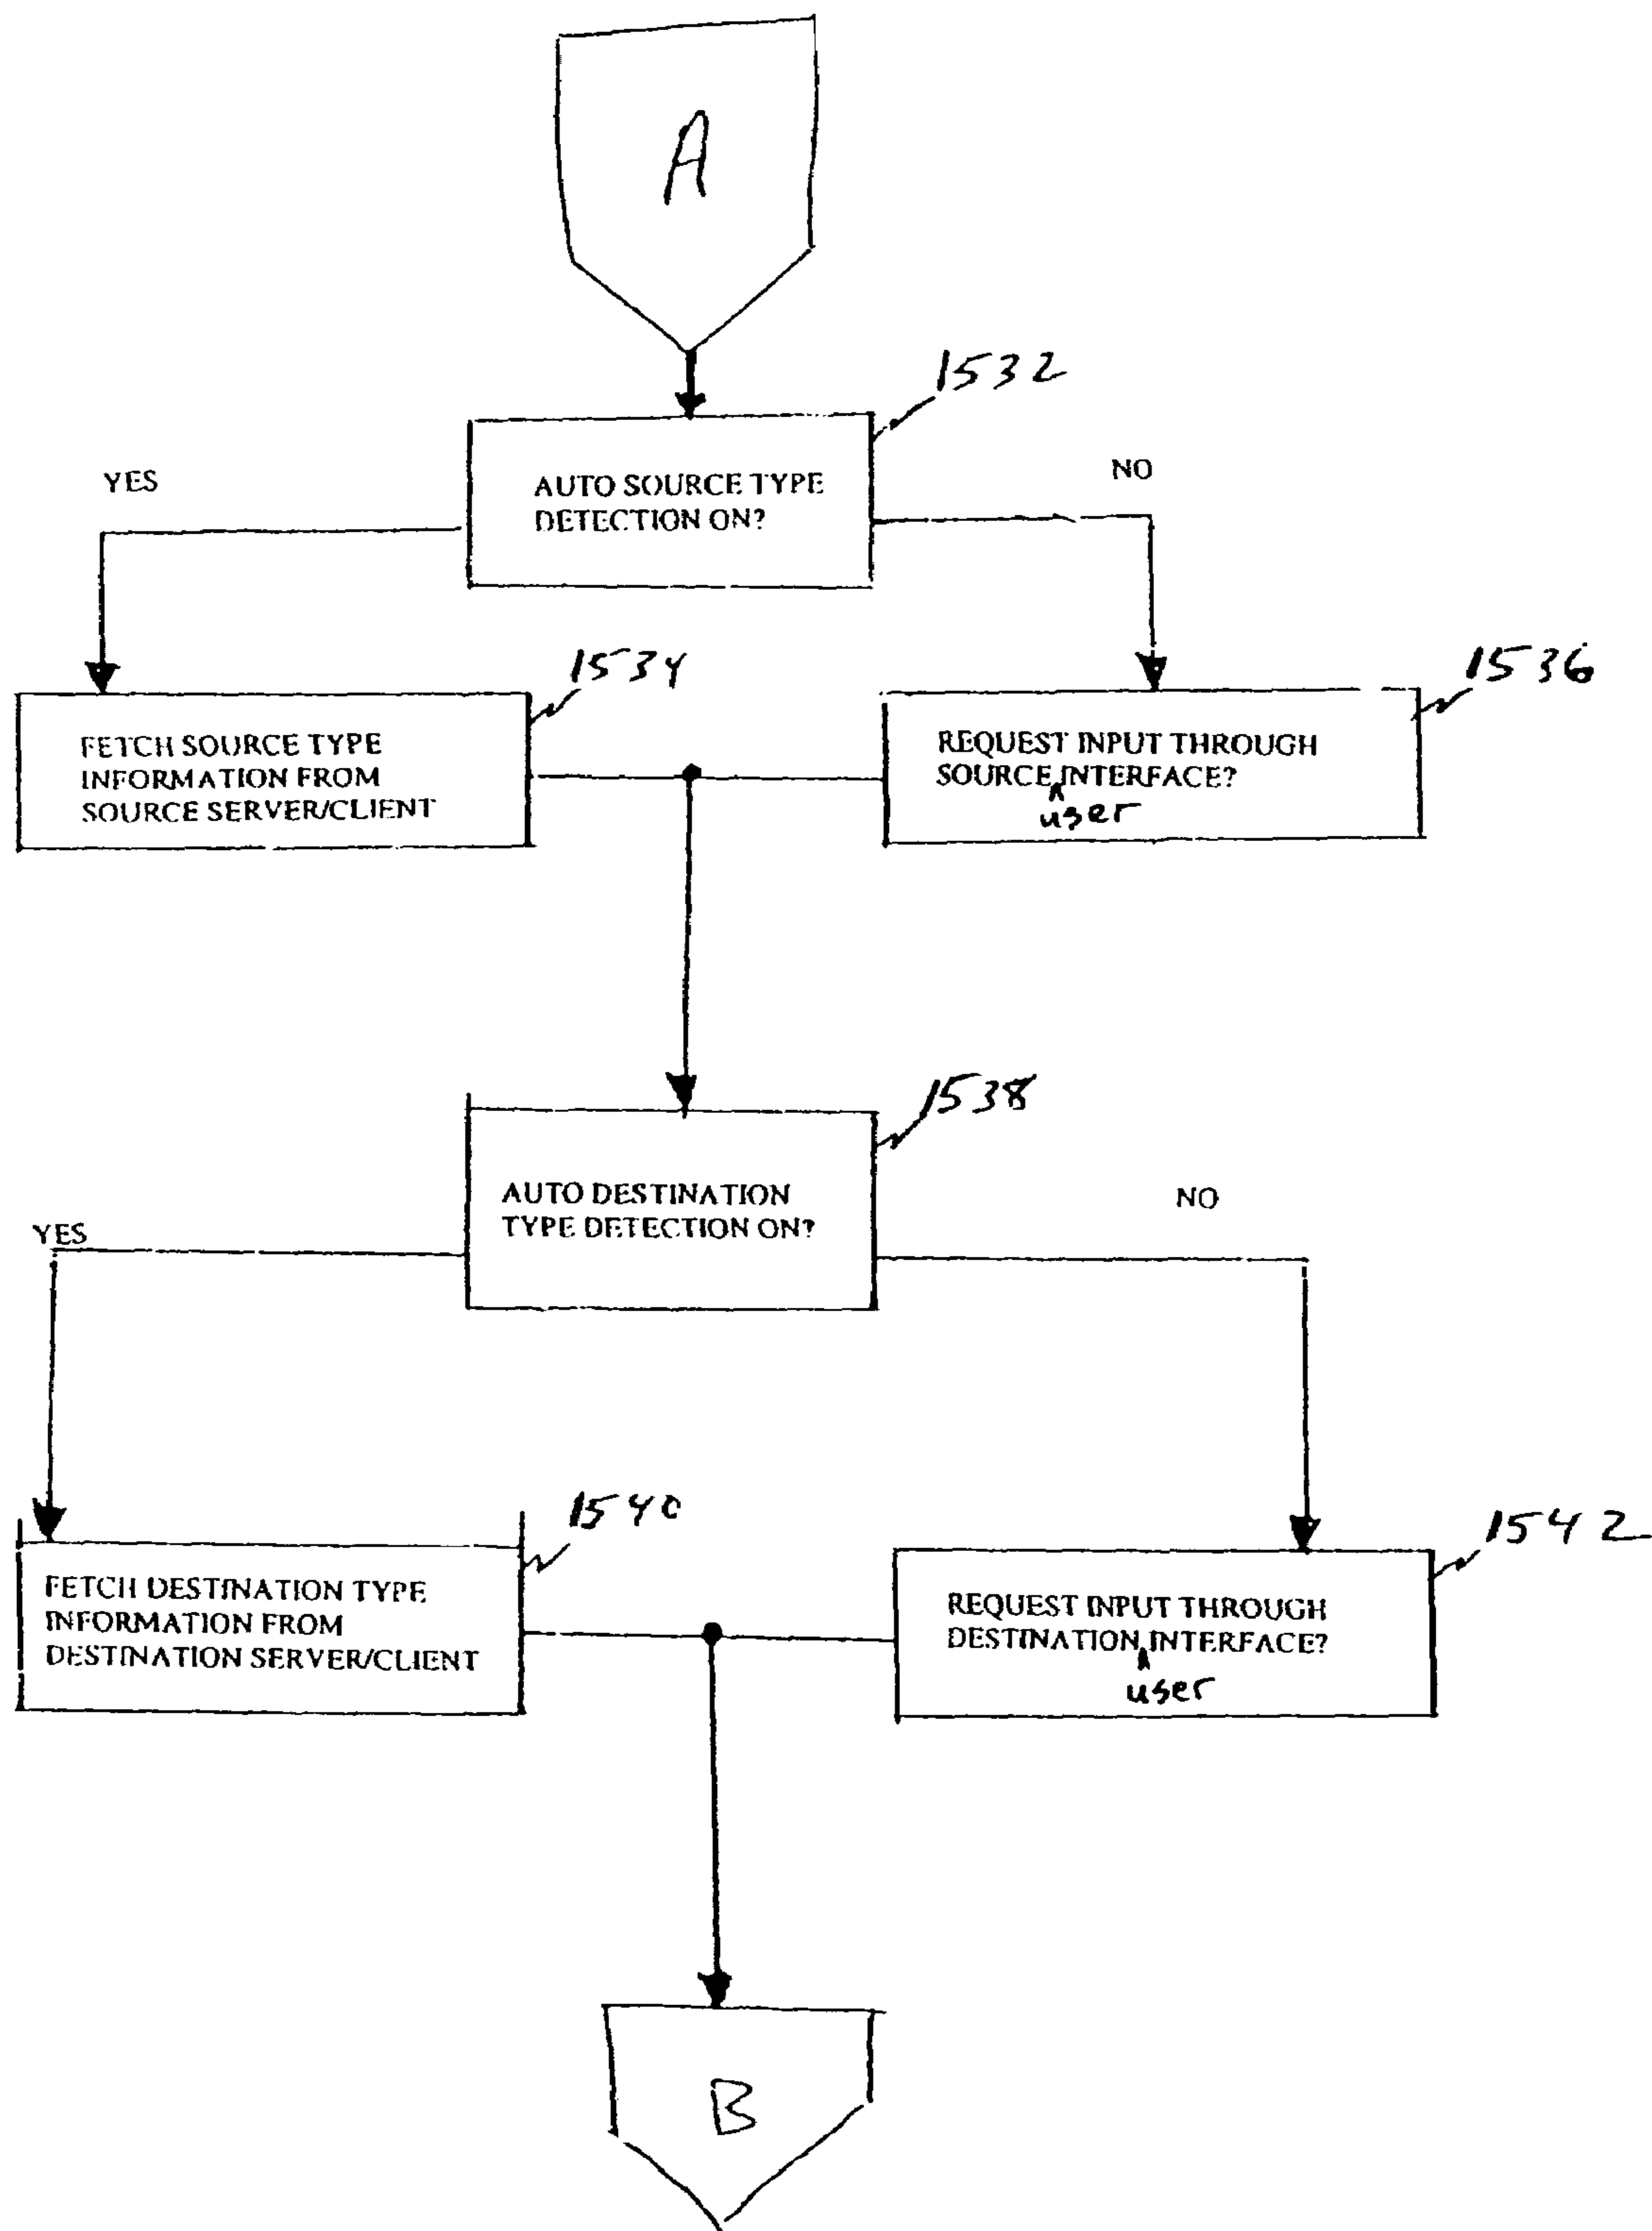 A
1532
YES
NO
AUTO SOURCE TYPE
DETECTION ON?
1534
1536
FETCH SOURCE TYPE
INFORMATION FROM
SOURCE SERVER/CLIENT
REQUEST INPUT THROUGH
SOURCE INTERFACE?
^
user
1538
AUTO DESTINATION
TYPE DETECTION ON?
YES
NO
1540
1542
FETCH DESTINATION TYPE
INFORMATION FROM
DESTINATION SERVER/CLIENT
REQUEST INPUT THROUGH
DESTINATION INTERFACE?
^
user
B